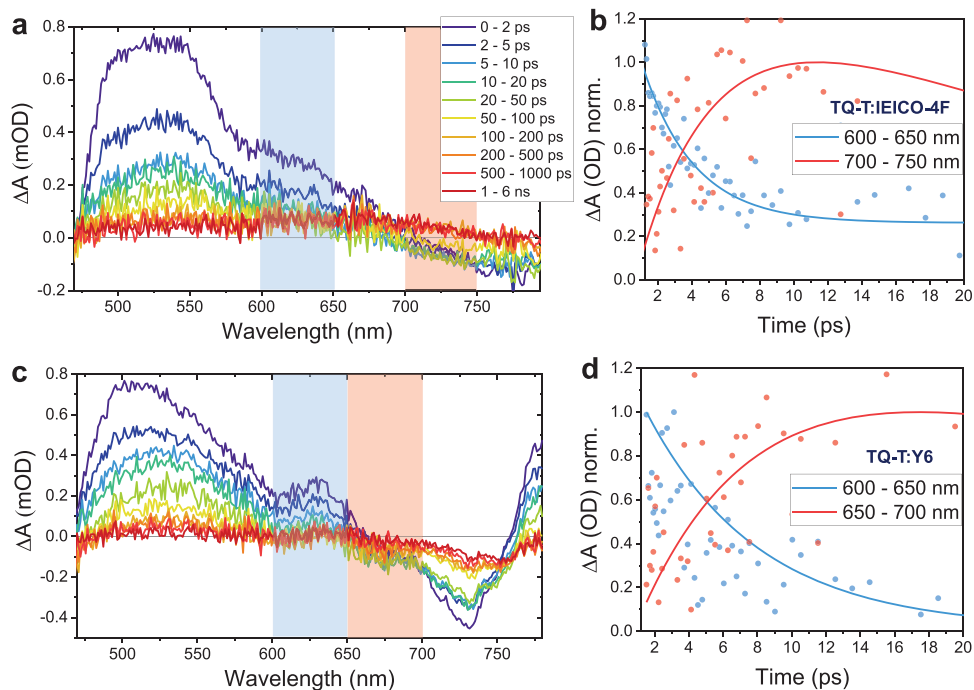 a
0.8
0.6
0.4
0.2
0.0
-0.2
ΔA (mOD)
500
550
600
650
700
750
Wavelength (nm)
0 - 2 ps
2 - 5 ps
5 - 10 ps
10 - 20 ps
20 - 50 ps
50 - 100 ps
100 - 200 ps
200 - 500 ps
500 - 1000 ps
1 - 6 ns
b
1.2
1.0
0.8
0.6
0.4
0.2
0.0
ΔA (OD) norm.
TQ-T:IEICO-4F
600 - 650 nm
700 - 750 nm
2
4
6
8
10
12
14
16
18
20
Time (ps)
c
0.8
0.6
0.4
0.2
0.0
-0.2
-0.4
ΔA (mOD)
500
550
600
650
700
750
Wavelength (nm)
d
1.2
1.0
0.8
0.6
0.4
0.2
0.0
ΔA (OD) norm.
TQ-T:Y6
600 - 650 nm
650 - 700 nm
2
4
6
8
10
12
14
16
18
20
Time (ps)